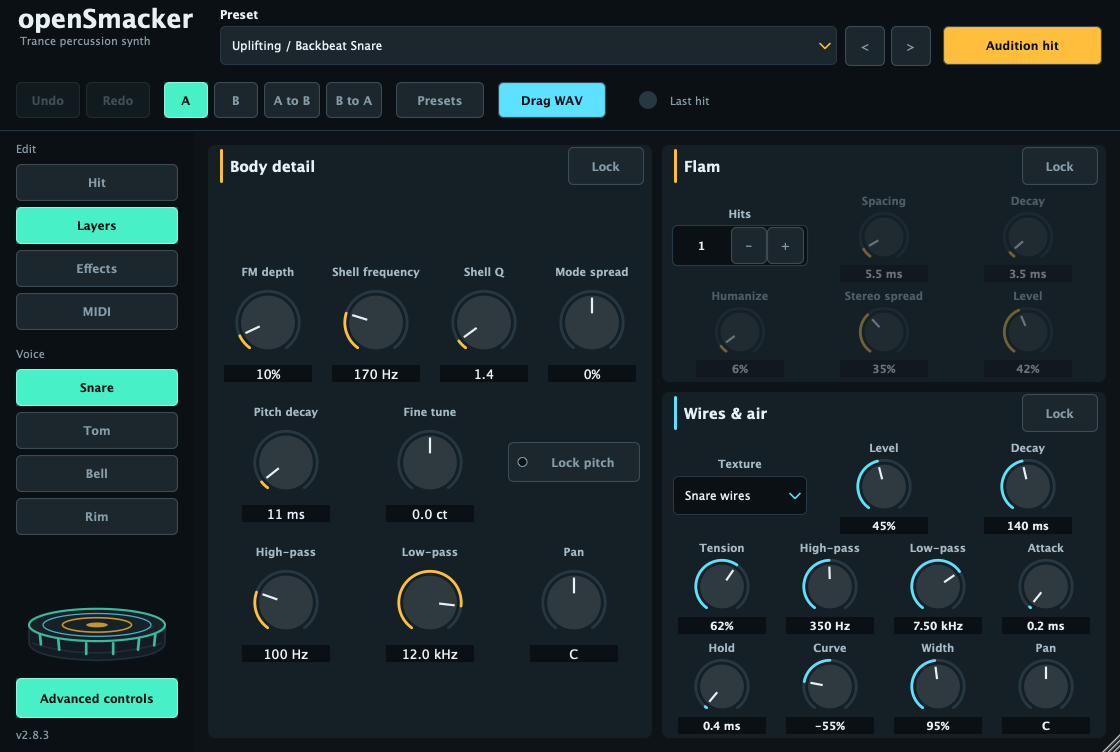 openSmacker
Trance percussion synth
Preset
Uplifting / Backbeat Snare
<
>
Audition hit
Undo
Redo
A
B
A to B
B to A
Presets
Drag WAV
Last hit
Edit
Hit
Layers
Effects
MIDI
Voice
Snare
Tom
Bell
Rim
Advanced controls
v2.8.3
Body detail
Lock
FM depth
Shell frequency
Shell Q
Mode spread
10%
170 Hz
1.4
0%
Pitch decay
Fine tune
Lock pitch
11 ms
0.0 ct
High-pass
Low-pass
Pan
100 Hz
12.0 kHz
C
Flam
Lock
Hits
1
-
+
Spacing
Decay
5.5 ms
3.5 ms
Humanize
Stereo spread
Level
6%
35%
42%
Wires & air
Lock
Texture
Snare wires
Level
Decay
45%
140 ms
Tension
High-pass
Low-pass
Attack
62%
350 Hz
7.50 kHz
0.2 ms
Hold
Curve
Width
Pan
0.4 ms
-55%
95%
C